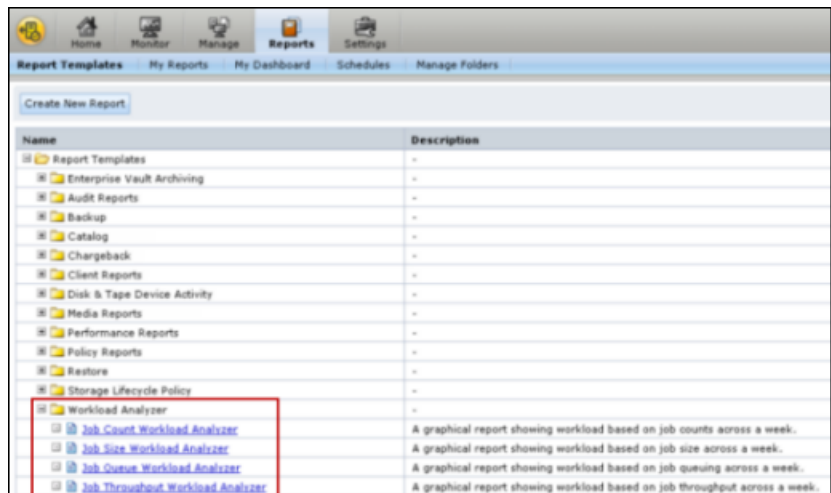 Home Monitor Manage Reports Settings
Report Templates My Reports My Dashboard Schedules Manage Folders
Create New Report
Name Description
Report Templates -
Enterprise Vault Archiving -
Audit Reports -
Backup -
Catalog -
Chargeback -
Client Reports -
Disk & Tape Device Activity -
Media Reports -
Performance Reports -
Policy Reports -
Restore -
Storage Lifecycle Policy -
Workload Analyzer -
Job Count Workload Analyzer A graphical report showing workload based on job counts across a week.
Job Size Workload Analyzer A graphical report showing workload based on job size across a week.
Job Queue Workload Analyzer A graphical report showing workload based on job queuing across a week.
Job Throughput Workload Analyzer A graphical report showing workload based on job throughput across a week.